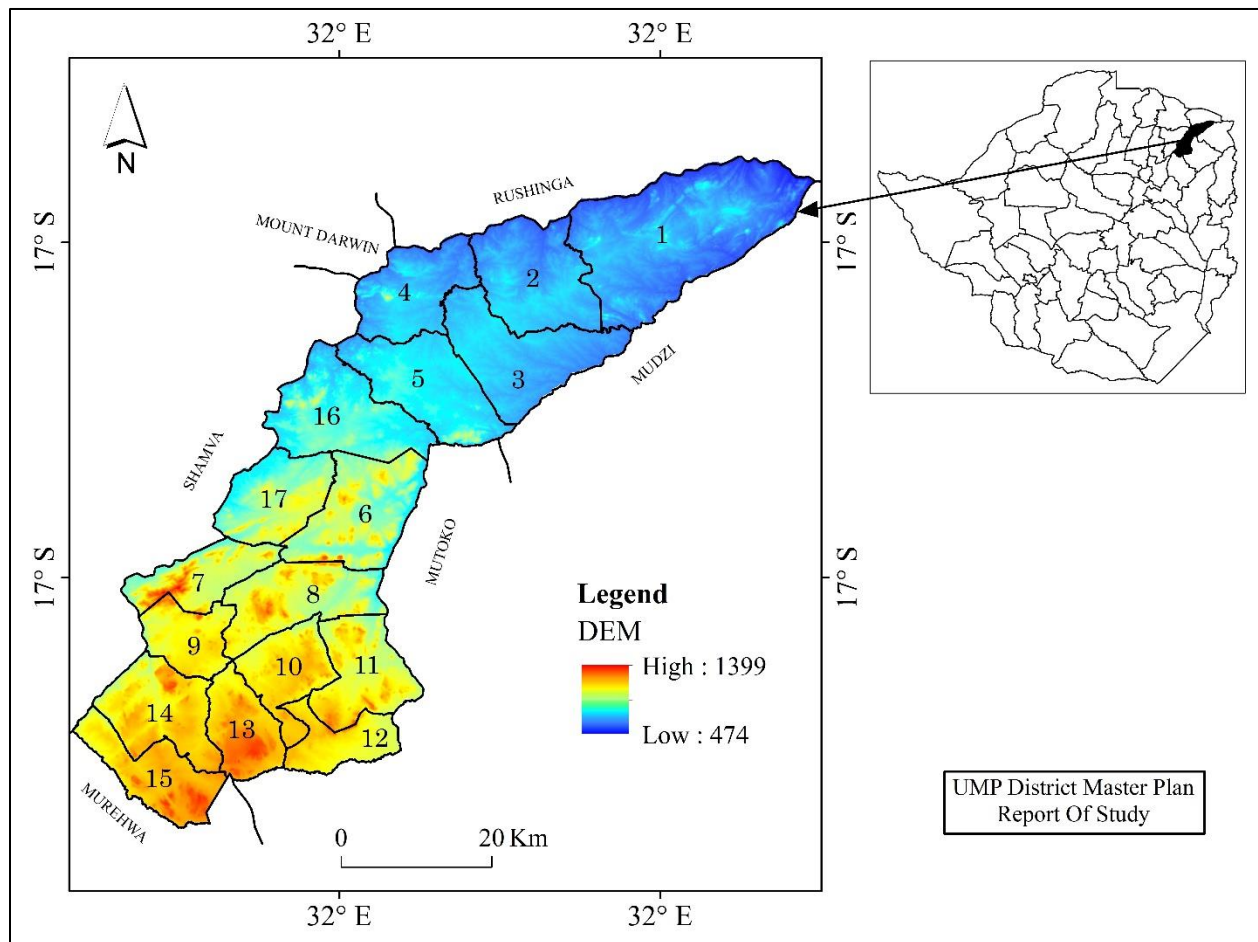 32° E
32° E
N
RUSHINGA
MOUNT DARWIN
17° S
17° S
1
2
4
3
5
MUDZI
16
SHAMVA
17
6
MUTOKO
17° S
17° S
7
8
9
10
11
14
13
12
15
MUREHWA
Legend
DEM
High : 1399
Low : 474
0
20 Km
UMP District Master Plan
Report Of Study
32° E
32° E